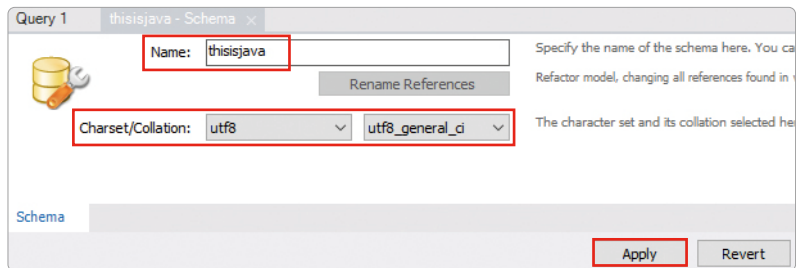 Query 1
thisisjava - Schema ×
Name: thisisjava
Specify the name of the schema here. You ca
Rename References
Refactor model, changing all references found in
Charset/Collation: utf8 utf8_general_ci
The character set and its collation selected he
Schema
Apply Revert